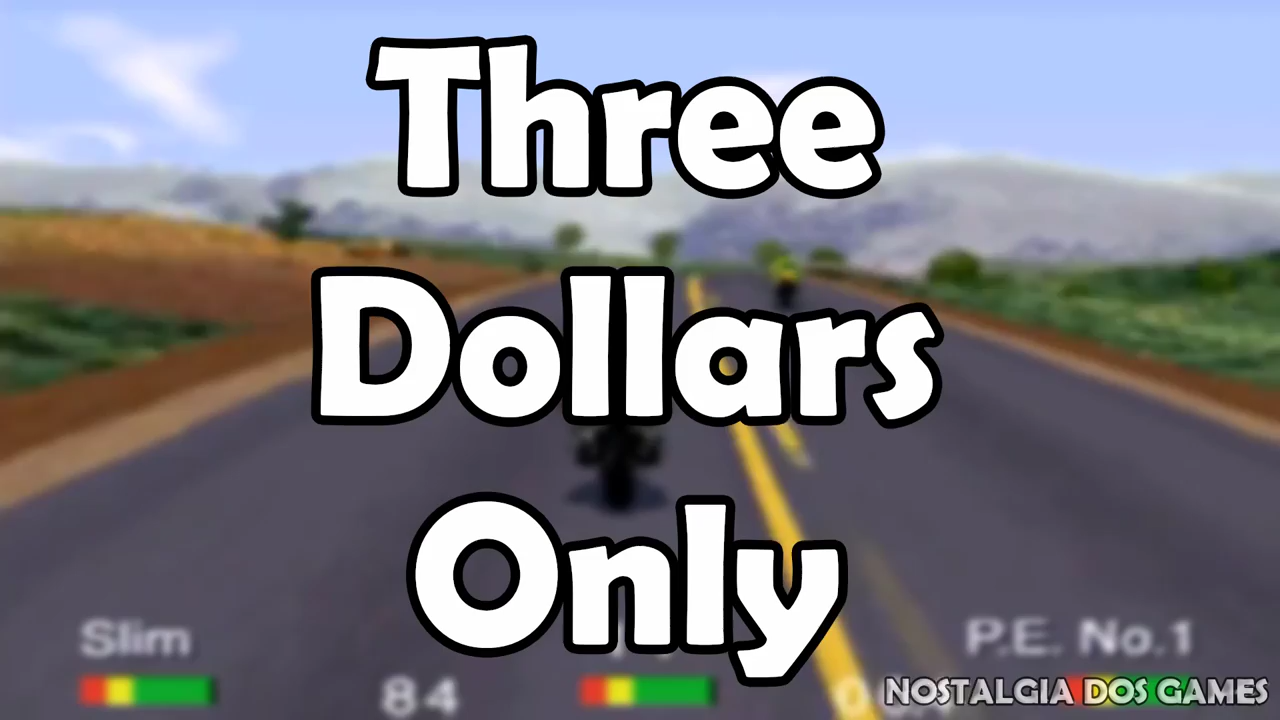 Three
Dollars
Only
Slim
P.E. No.1
84
NOSTALGIA DOS GAMES